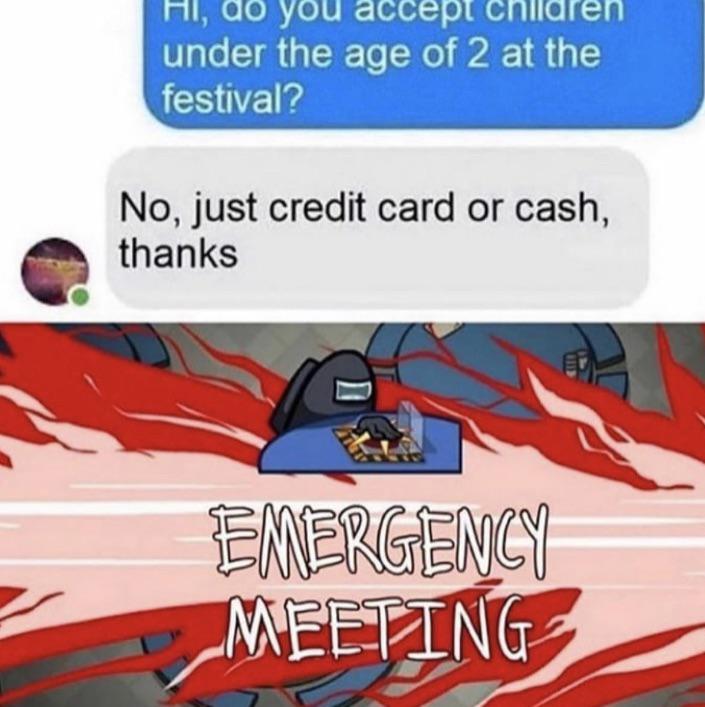 Hi, do you accept children
under the age of 2 at the
festival?
No, just credit card or cash,
thanks
EMERGENCY
MEETING